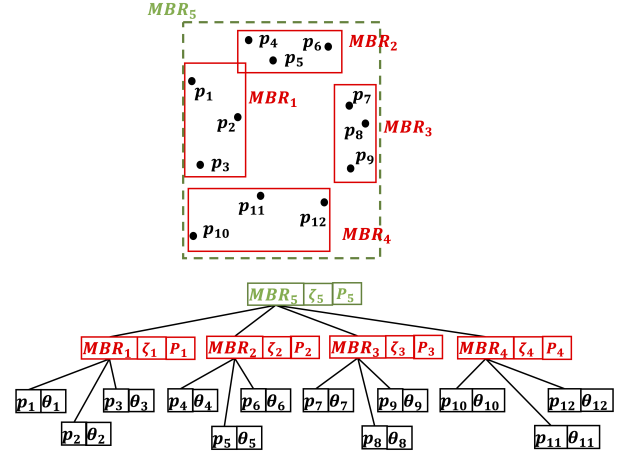 MBR₅
p₄ p₆ MBR₂
p₅
p₁ MBR₁ p₇
p₂ p₈ MBR₃
p₃ p₉
p₁₁ p₁₂
p₁₀ MBR₄
MBR₅ ζ₅ P₅
MBR₁ ζ₁ P₁ MBR₂ ζ₂ P₂ MBR₃ ζ₃ P₃ MBR₄ ζ₄ P₄
p₁ θ₁ p₃ θ₃ p₄ θ₄ p₆ θ₆ p₇ θ₇ p₉ θ₉ p₁₀ θ₁₀ p₁₂ θ₁₂
p₂ θ₂ p₅ θ₅ p₈ θ₈ p₁₁ θ₁₁